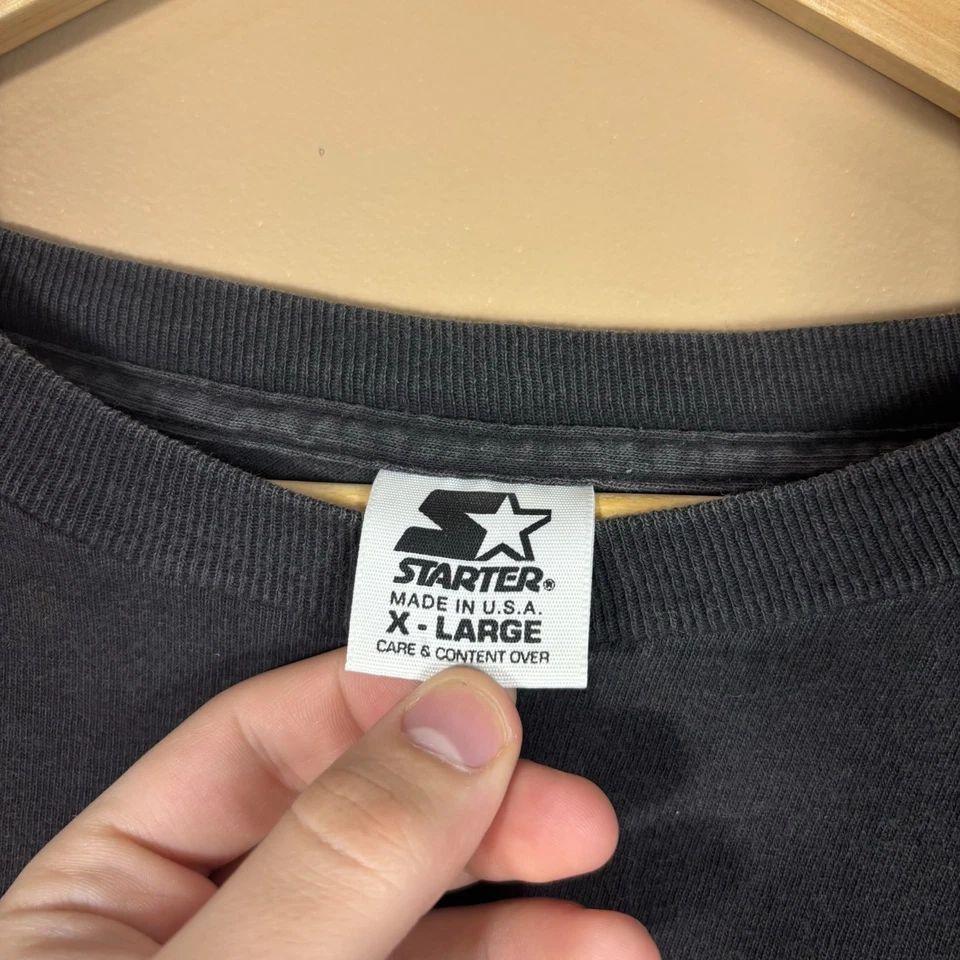 STARTER®
MADE IN U.S.A.
X - LARGE
CARE & CONTENT OVER